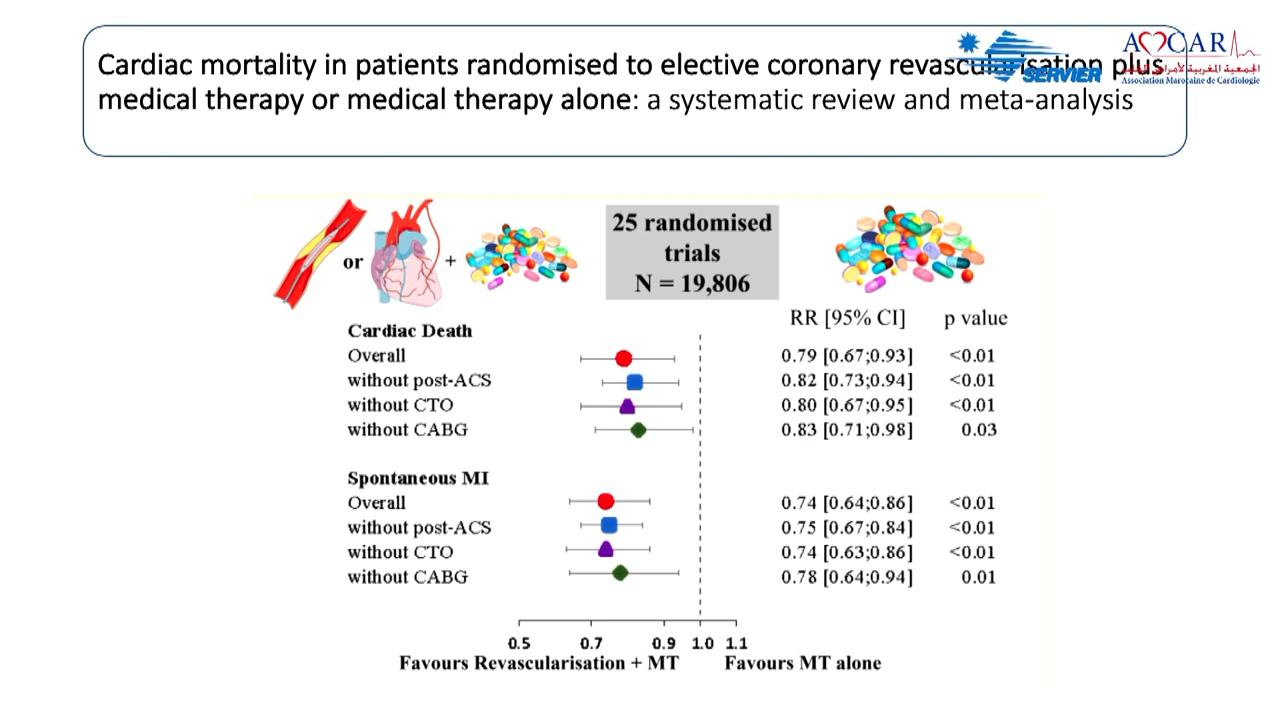 Cardiac mortality in patients randomised to elective coronary revascularisation plus
medical therapy or medical therapy alone: a systematic review and meta-analysis
SERVIER
AMCAR
الجمعية المغربية لأمراض القلب
Association Marocaine de Cardiologie
or
+
25 randomised
trials
N = 19,806
RR [95% CI] p value
Cardiac Death
Overall 0.79 [0.67;0.93] <0.01
without post-ACS 0.82 [0.73;0.94] <0.01
without CTO 0.80 [0.67;0.95] <0.01
without CABG 0.83 [0.71;0.98] 0.03
Spontaneous MI
Overall 0.74 [0.64;0.86] <0.01
without post-ACS 0.75 [0.67;0.84] <0.01
without CTO 0.74 [0.63;0.86] <0.01
without CABG 0.78 [0.64;0.94] 0.01
0.5 0.7 0.9 1.0 1.1
Favours Revascularisation + MT Favours MT alone